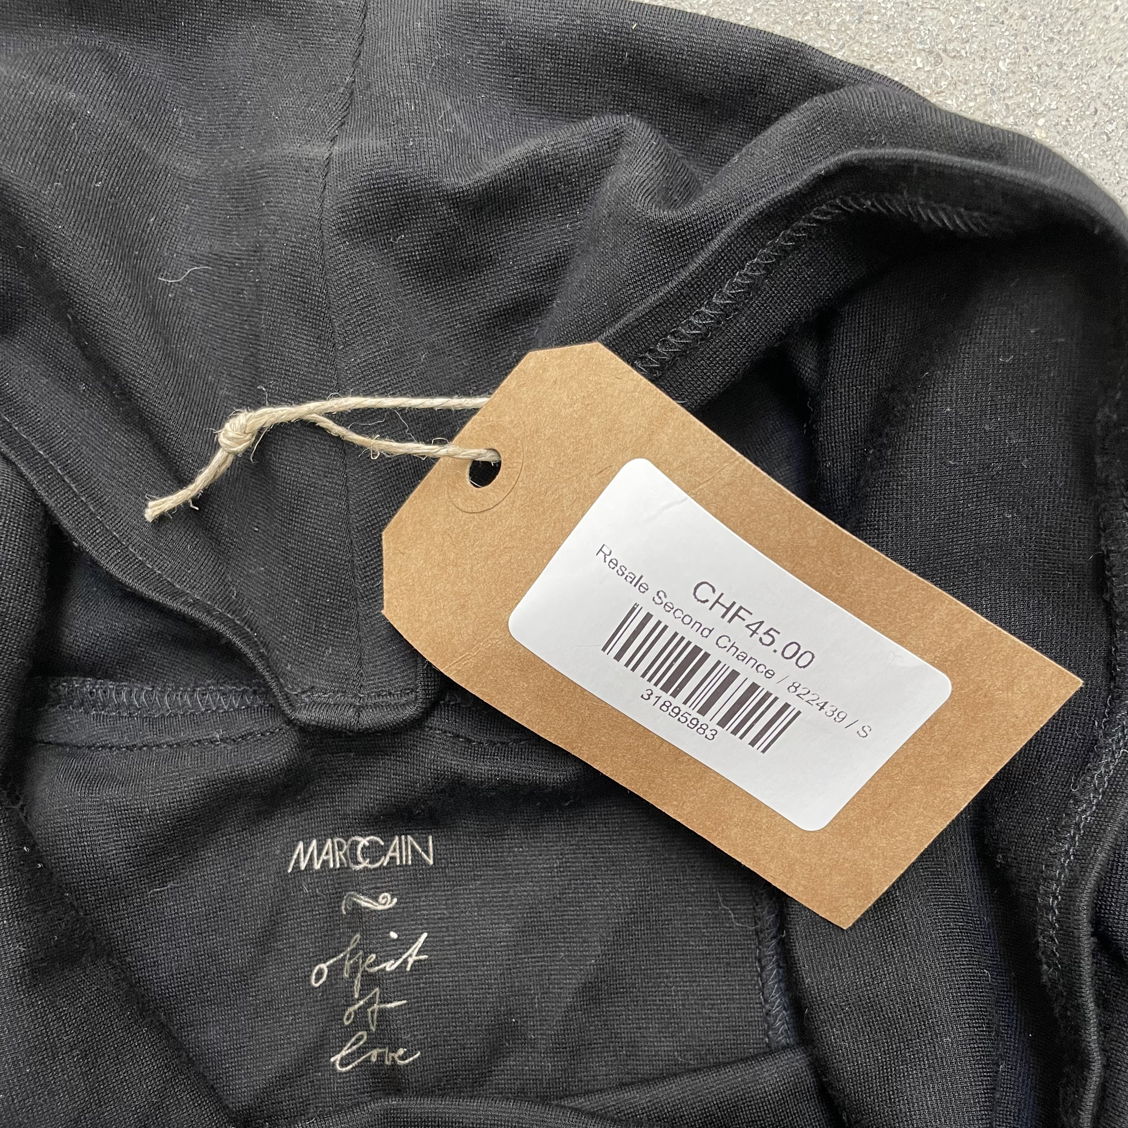 CHF45.00
Resale Second Chance / 822439 / S
31895983
MARCCAIN
object
of
love